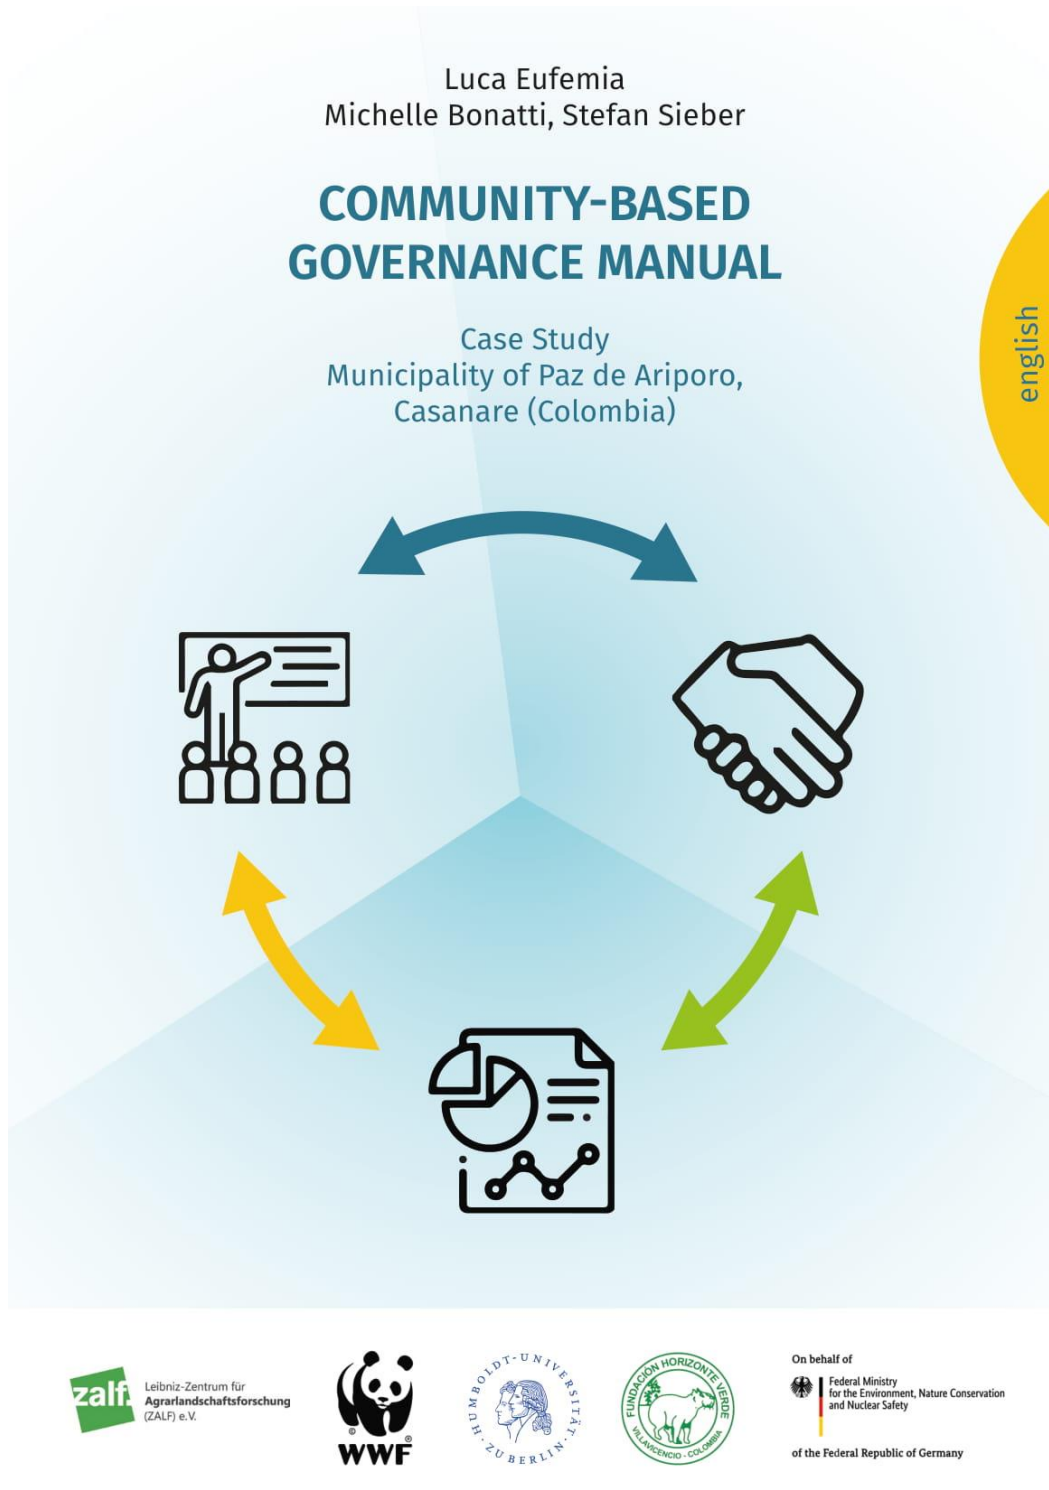 Luca Eufemia
Michelle Bonatti, Stefan Sieber
COMMUNITY-BASED
GOVERNANCE MANUAL
Case Study
Municipality of Paz de Ariporo,
Casanare (Colombia)
english
zalf
Leibniz-Zentrum für
Agrarlandschaftsforschung
(ZALF) e.V.
©
®
WWF
HUMBOLDT-UNIVERSITÄT · ZU BERLIN ·
FUNDACIÓN HORIZONTE VERDE
VILLAVICENCIO - COLOMBIA
On behalf of
Federal Ministry
for the Environment, Nature Conservation
and Nuclear Safety
of the Federal Republic of Germany